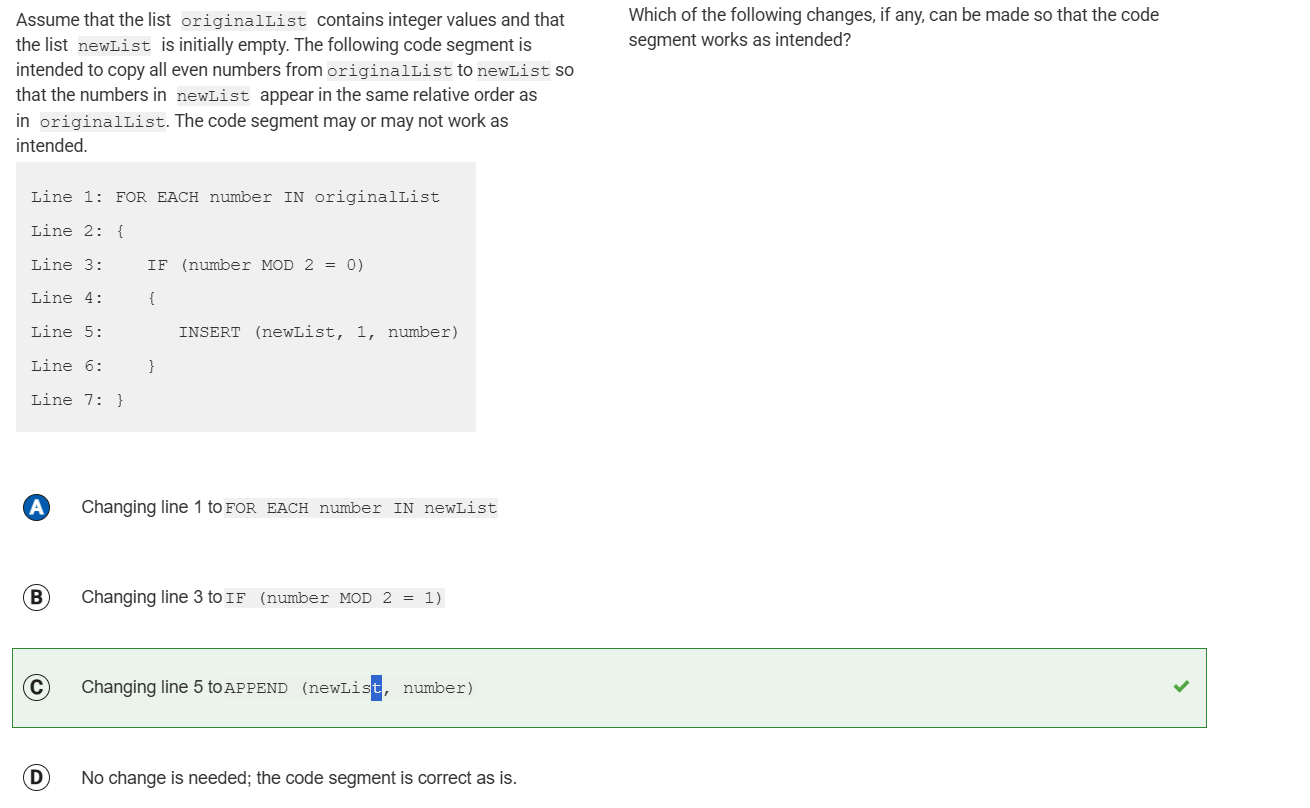 Assume that the list originalList contains integer values and that
the list newList is initially empty. The following code segment is
intended to copy all even numbers from originalList to newList so
that the numbers in newList appear in the same relative order as
in originalList. The code segment may or may not work as
intended.
Line 1: FOR EACH number IN originalList
Line 2: {
Line 3:    IF (number MOD 2 = 0)
Line 4:    {
Line 5:       INSERT (newList, 1, number)
Line 6:    }
Line 7: }
Which of the following changes, if any, can be made so that the code
segment works as intended?
A Changing line 1 to FOR EACH number IN newList
B Changing line 3 to IF (number MOD 2 = 1)
C Changing line 5 to APPEND (newList, number)
D No change is needed; the code segment is correct as is.